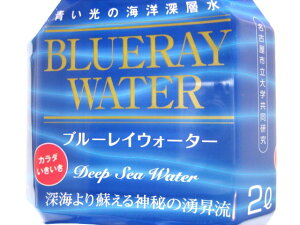 青い光の海洋深層水
BLUERAY
WATER
ブルーレイウォーター
カラダ
いきいき
Deep Sea Water
深海より蘇える神秘の湧昇流
2ℓ
名古屋市立大学共同研究